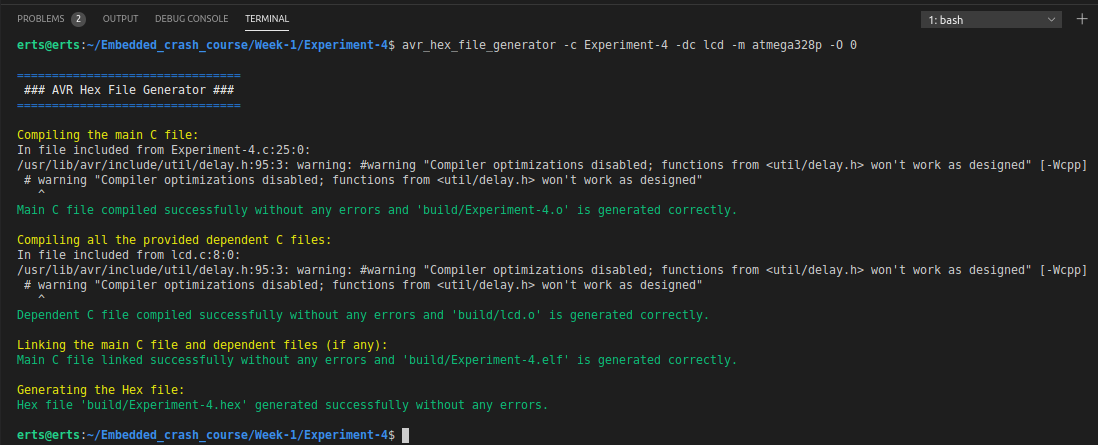 PROBLEMS 2 OUTPUT DEBUG CONSOLE TERMINAL 1: bash
erts@erts:~/Embedded_crash_course/Week-1/Experiment-4$ avr_hex_file_generator -c Experiment-4 -dc lcd -m atmega328p -O 0
================================
### AVR Hex File Generator ###
================================
Compiling the main C file:
In file included from Experiment-4.c:25:0:
/usr/lib/avr/include/util/delay.h:95:3: warning: #warning "Compiler optimizations disabled; functions from <util/delay.h> won't work as designed" [-Wcpp]
# warning "Compiler optimizations disabled; functions from <util/delay.h> won't work as designed"
^
Main C file compiled successfully without any errors and 'build/Experiment-4.o' is generated correctly.
Compiling all the provided dependent C files:
In file included from lcd.c:8:0:
/usr/lib/avr/include/util/delay.h:95:3: warning: #warning "Compiler optimizations disabled; functions from <util/delay.h> won't work as designed" [-Wcpp]
# warning "Compiler optimizations disabled; functions from <util/delay.h> won't work as designed"
^
Dependent C file compiled successfully without any errors and 'build/lcd.o' is generated correctly.
Linking the main C file and dependent files (if any):
Main C file linked successfully without any errors and 'build/Experiment-4.elf' is generated correctly.
Generating the Hex file:
Hex file 'build/Experiment-4.hex' generated successfully without any errors.
erts@erts:~/Embedded_crash_course/Week-1/Experiment-4$